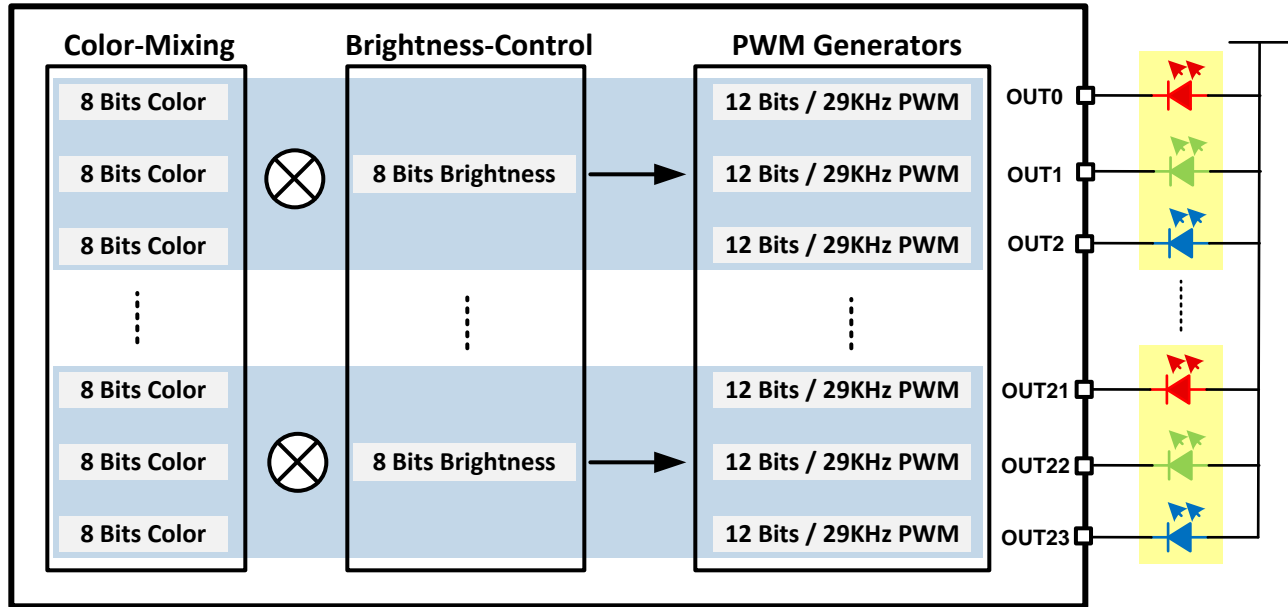 Color-Mixing Brightness-Control PWM Generators
8 Bits Color 12 Bits / 29KHz PWM OUT0
8 Bits Color 8 Bits Brightness 12 Bits / 29KHz PWM OUT1
8 Bits Color 12 Bits / 29KHz PWM OUT2
8 Bits Color 12 Bits / 29KHz PWM OUT21
8 Bits Color 8 Bits Brightness 12 Bits / 29KHz PWM OUT22
8 Bits Color 12 Bits / 29KHz PWM OUT23